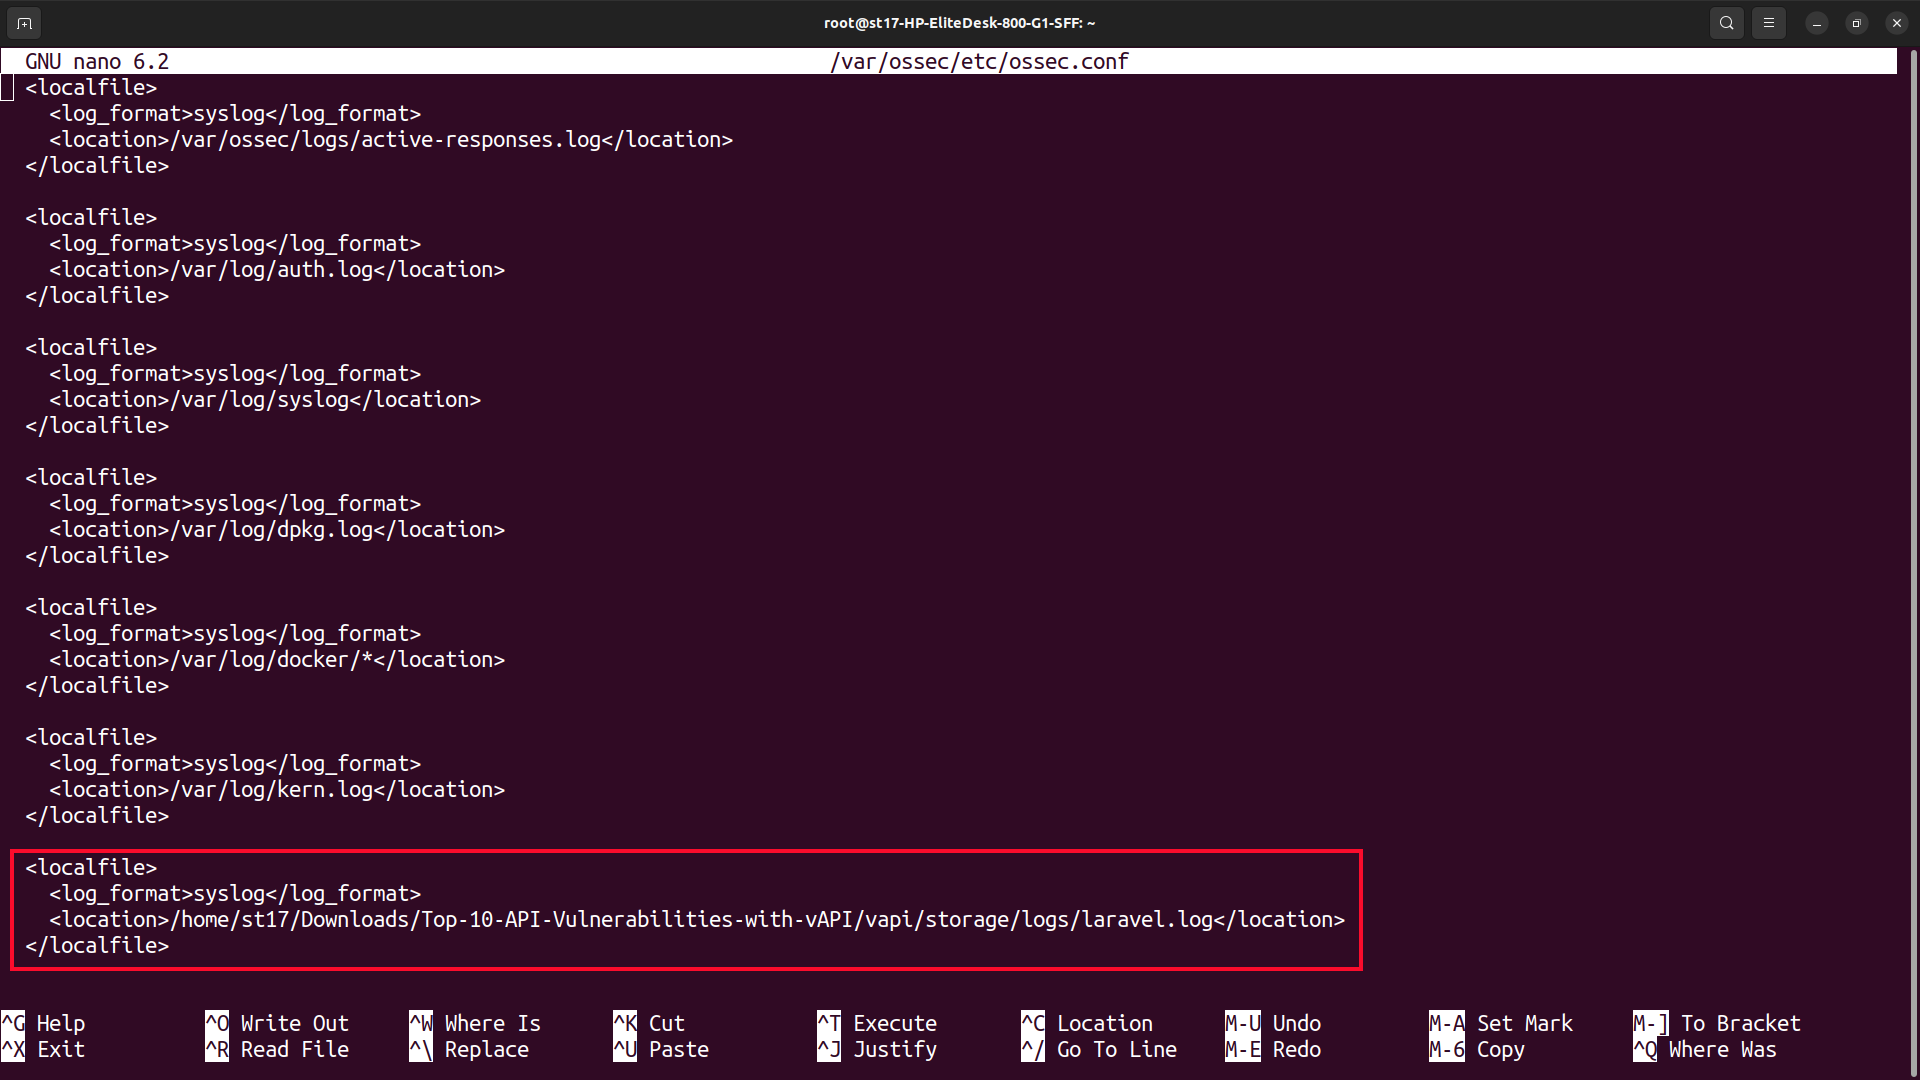 root@st17-HP-EliteDesk-800-G1-SFF: ~
GNU nano 6.2 /var/ossec/etc/ossec.conf
<localfile>
<log_format>syslog</log_format>
<location>/var/ossec/logs/active-responses.log</location>
</localfile>
<localfile>
<log_format>syslog</log_format>
<location>/var/log/auth.log</location>
</localfile>
<localfile>
<log_format>syslog</log_format>
<location>/var/log/syslog</location>
</localfile>
<localfile>
<log_format>syslog</log_format>
<location>/var/log/dpkg.log</location>
</localfile>
<localfile>
<log_format>syslog</log_format>
<location>/var/log/docker/*</location>
</localfile>
<localfile>
<log_format>syslog</log_format>
<location>/var/log/kern.log</location>
</localfile>
<localfile>
<log_format>syslog</log_format>
<location>/home/st17/Downloads/Top-10-API-Vulnerabilities-with-vAPI/vapi/storage/logs/laravel.log</location>
</localfile>
^G Help ^O Write Out ^W Where Is ^K Cut ^T Execute ^C Location M-U Undo M-A Set Mark M-] To Bracket
^X Exit ^R Read File ^\ Replace ^U Paste ^J Justify ^/ Go To Line M-E Redo M-6 Copy ^Q Where Was